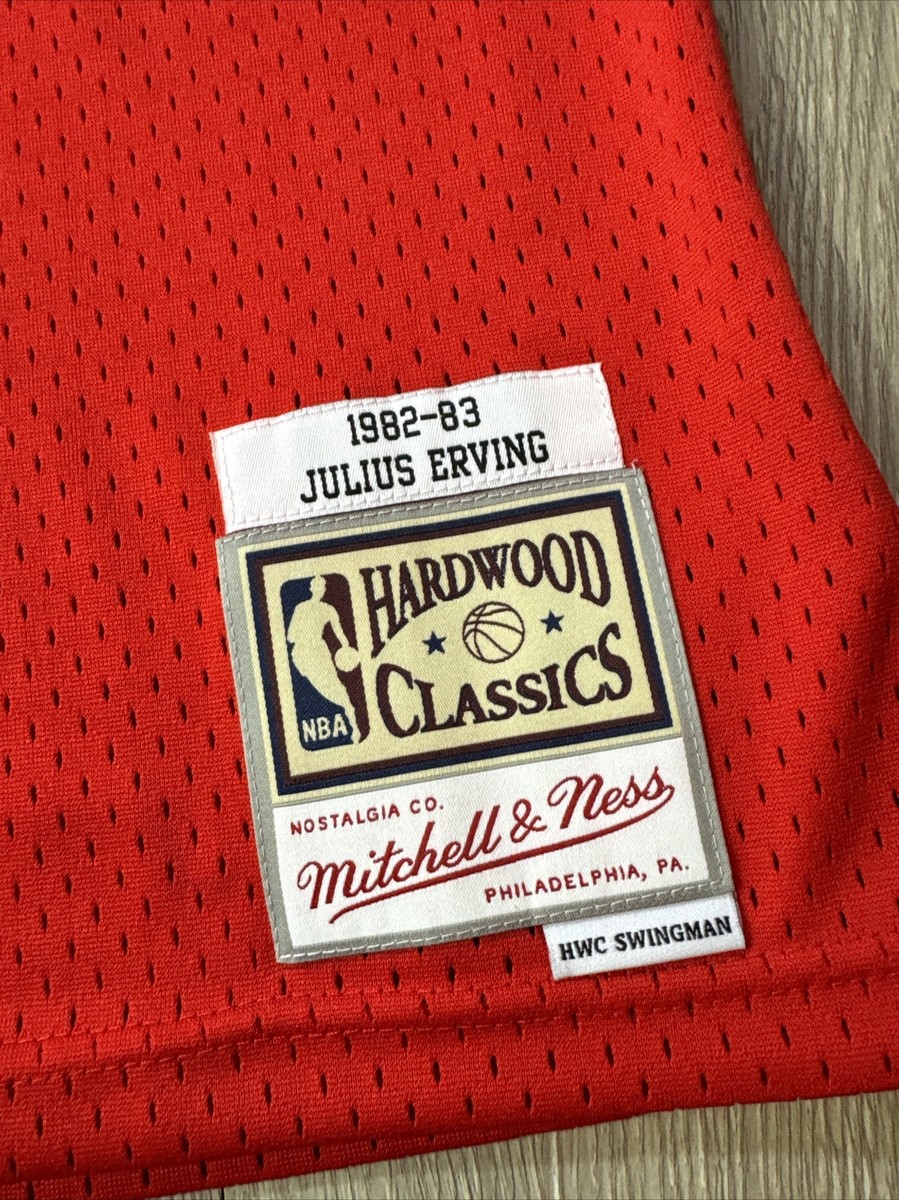 1982-83
JULIUS ERVING
HARDWOOD
CLASSICS
NBA
NOSTALGIA CO.
Mitchell & Ness
PHILADELPHIA, PA.
HWC SWINGMAN